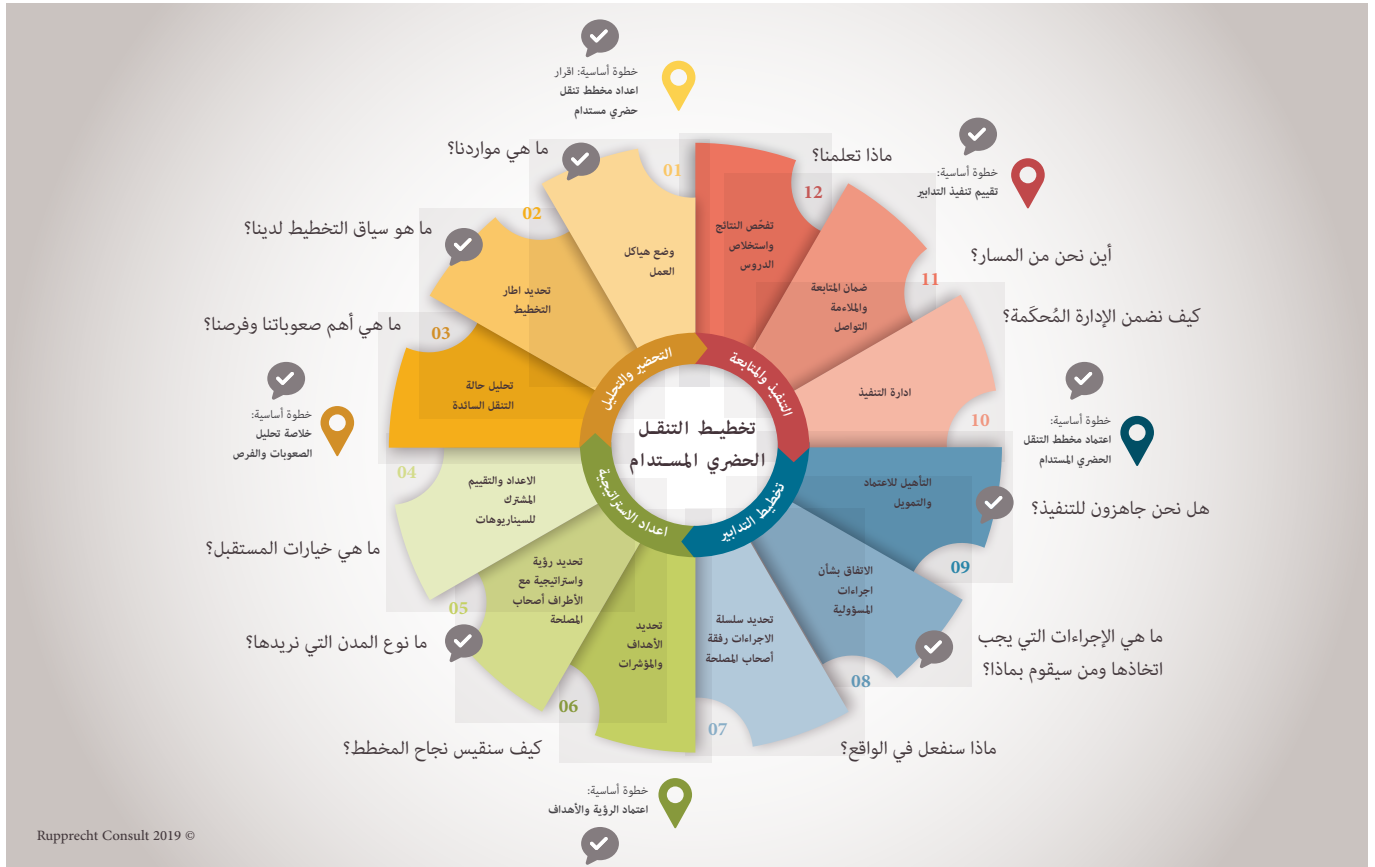 خطوة أساسية: اقرار
اعداد مخطط تنقل
حضري مستدام
ما هي مواردنا؟
01
وضع هياكل
العمل
ما هو سياق التخطيط لدينا؟
02
تحديد اطار
التخطيط
ما هي أهم صعوباتنا وفرصنا؟
03
تحليل حالة
التنقل السائدة
خطوة أساسية:
خلاصة تحليل
الصعوبات والفرص
04
الاعداد والتقييم
المشترك
للسيناريوهات
ما هي خيارات المستقبل؟
05
تحديد رؤية
واستراتيجية مع
الأطراف أصحاب
المصلحة
ما نوع المدن التي نريدها؟
06
تحديد
الأهداف
والمؤشرات
كيف سنقيس نجاح المخطط؟
خطوة أساسية:
اعتماد الرؤية والأهداف
07
تحديد سلسلة
الاجراءات رفقة
أصحاب المصلحة
ماذا سنفعل في الواقع؟
08
الاتفاق بشأن
اجراءات
المسؤولية
ما هي الإجراءات التي يجب
اتخاذها ومن سيقوم بماذا؟
09
التأهيل للاعتماد
والتمويل
هل نحن جاهزون للتنفيذ؟
خطوة أساسية:
اعتماد مخطط التنقل
الحضري المستدام
10
ادارة التنفيذ
كيف نضمن الإدارة المُحكَمة؟
11
ضمان المتابعة
والملاءمة
التواصل
أين نحن من المسار؟
خطوة أساسية:
تقييم تنفيذ التدابير
12
تفحّص النتائج
واستخلاص
الدروس
ماذا تعلمنا؟
التحضير والتحليل
اعداد الاستراتيجية
تخطيط التدابير
التنفيذ والمتابعة
تخطيـط التنقـل
الحضري المسـتدام
Rupprecht Consult 2019 ©